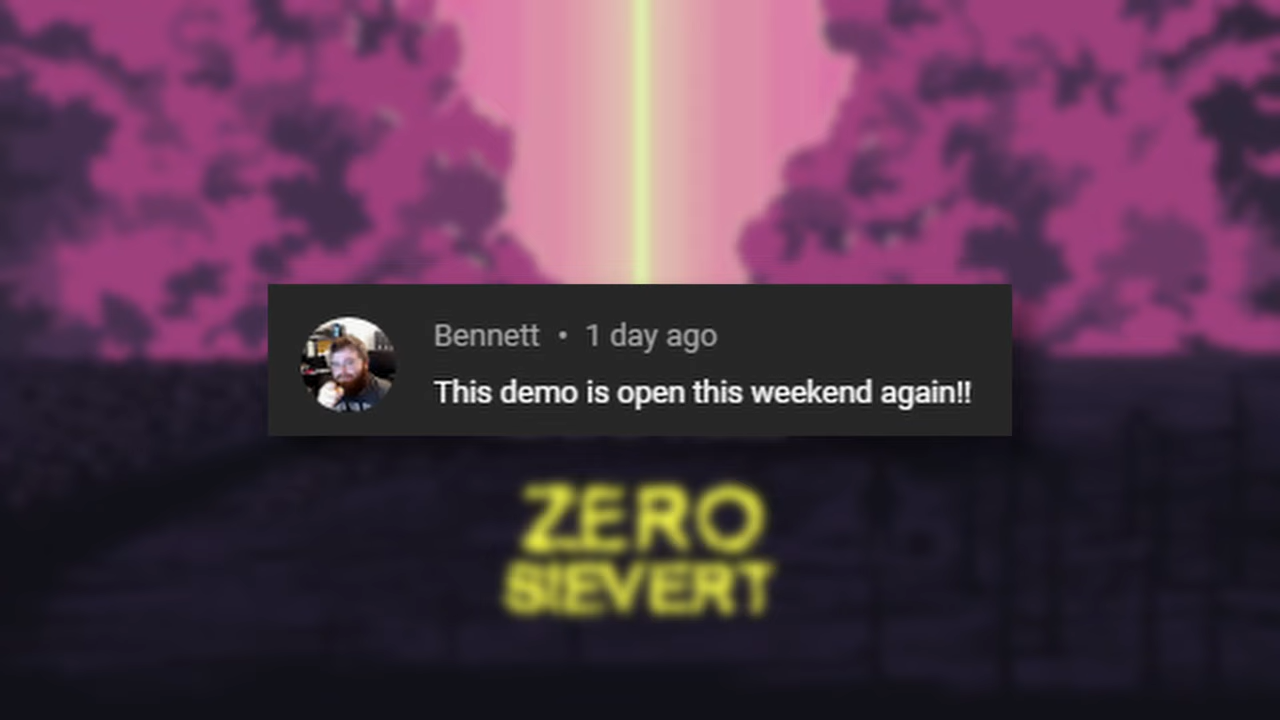 Bennett • 1 day ago
This demo is open this weekend again!!
ZERO
SIEVERT